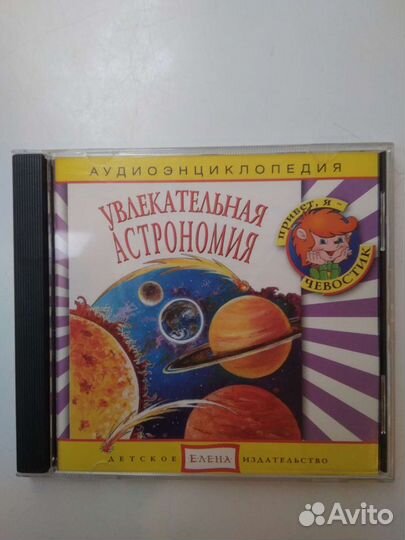 АУДИОЭНЦИКЛОПЕДИЯ
УВЛЕКАТЕЛЬНАЯ
АСТРОНОМИЯ
ПРИВЕТ, Я -
ЧЕВОСТИК
ДЕТСКОЕ ЕЛЕНА ИЗДАТЕЛЬСТВО
Avito